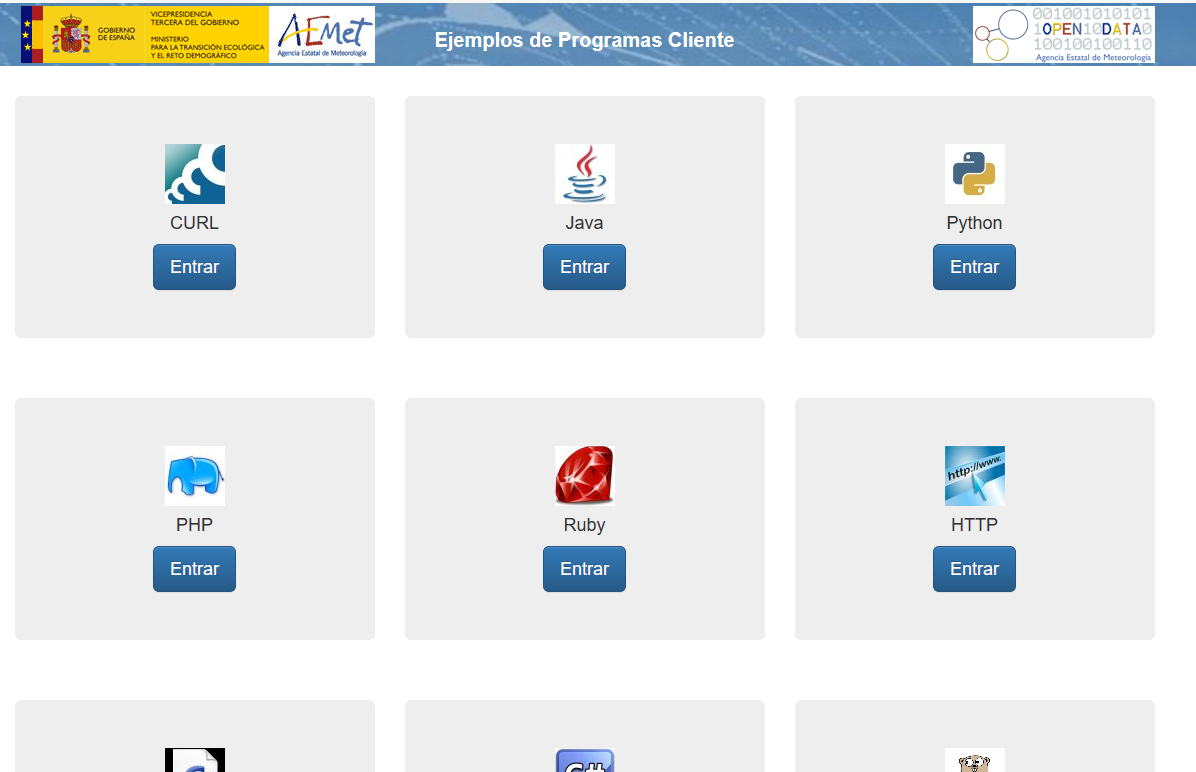 GOBIERNO
DE ESPAÑA
VICEPRESIDENCIA
TERCERA DEL GOBIERNO
MINISTERIO
PARA LA TRANSICIÓN ECOLÓGICA
Y EL RETO DEMOGRÁFICO
AEmet
Agencia Estatal de Meteorología
Ejemplos de Programas Cliente
001001010101
1OPEN10DATA0
100100100110
Agencia Estatal de Meteorología
CURL
Entrar
Java
Entrar
Python
Entrar
PHP
Entrar
Ruby
Entrar
http://www.
HTTP
Entrar
C#